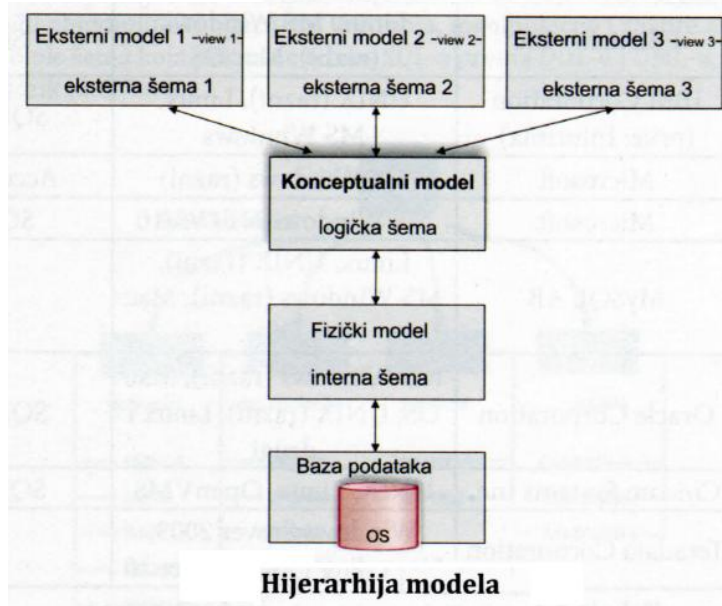 Eksterni model 1 ~view 1~
eksterna šema 1
Eksterni model 2 ~view 2~
eksterna šema 2
Eksterni model 3 ~view 3~
eksterna šema 3
Konceptualni model
logička šema
Fizički model
interna šema
Baza podataka
OS
Hijerarhija modela